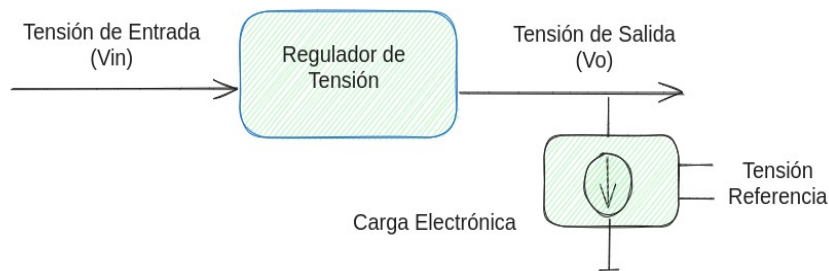 Tensión de Entrada
(Vin)
Regulador de
Tensión
Tensión de Salida
(Vo)
Tensión
Referencia
Carga Electrónica